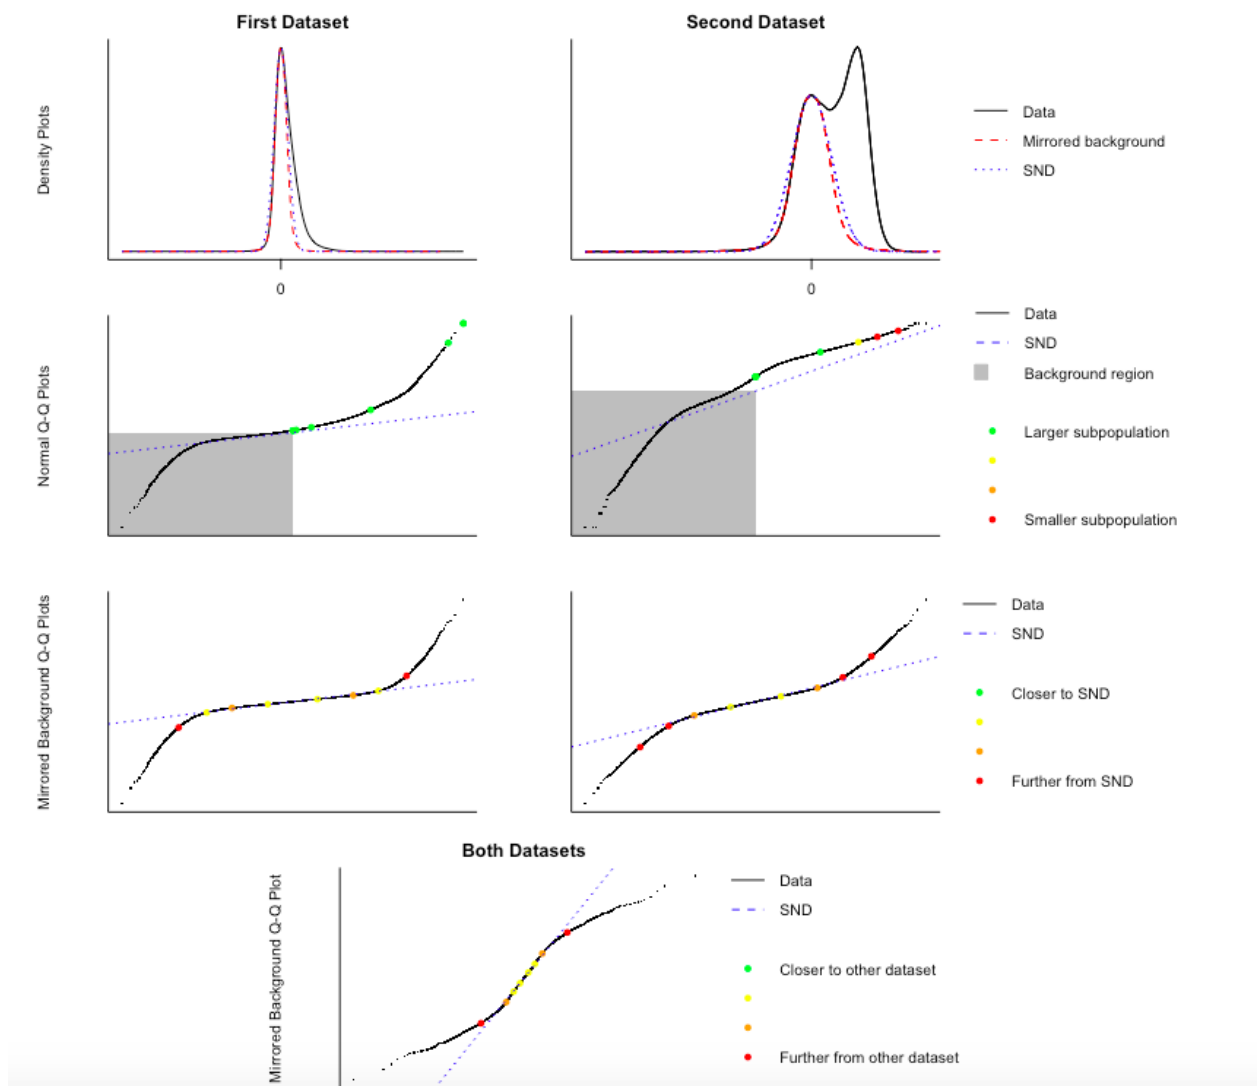 First Dataset
Second Dataset
Density Plots
Data
Mirrored background
SND
0
0
Normal Q-Q Plots
Data
SND
Background region
Larger subpopulation
Smaller subpopulation
Mirrored Background Q-Q Plots
Data
SND
Closer to SND
Further from SND
Both Datasets
Mirrored Background Q-Q Plot
Data
SND
Closer to other dataset
Further from other dataset